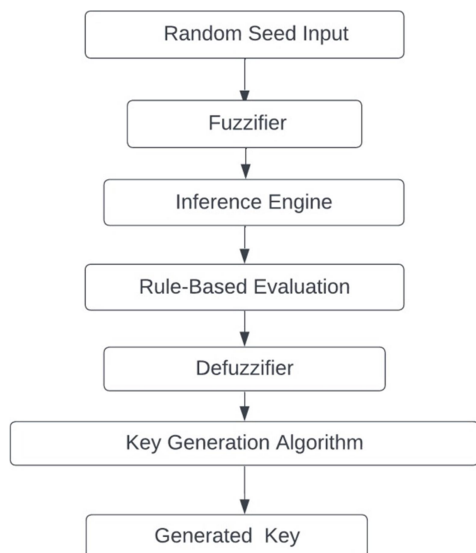 Random Seed Input
Fuzzifier
Inference Engine
Rule-Based Evaluation
Defuzzifier
Key Generation Algorithm
Generated Key